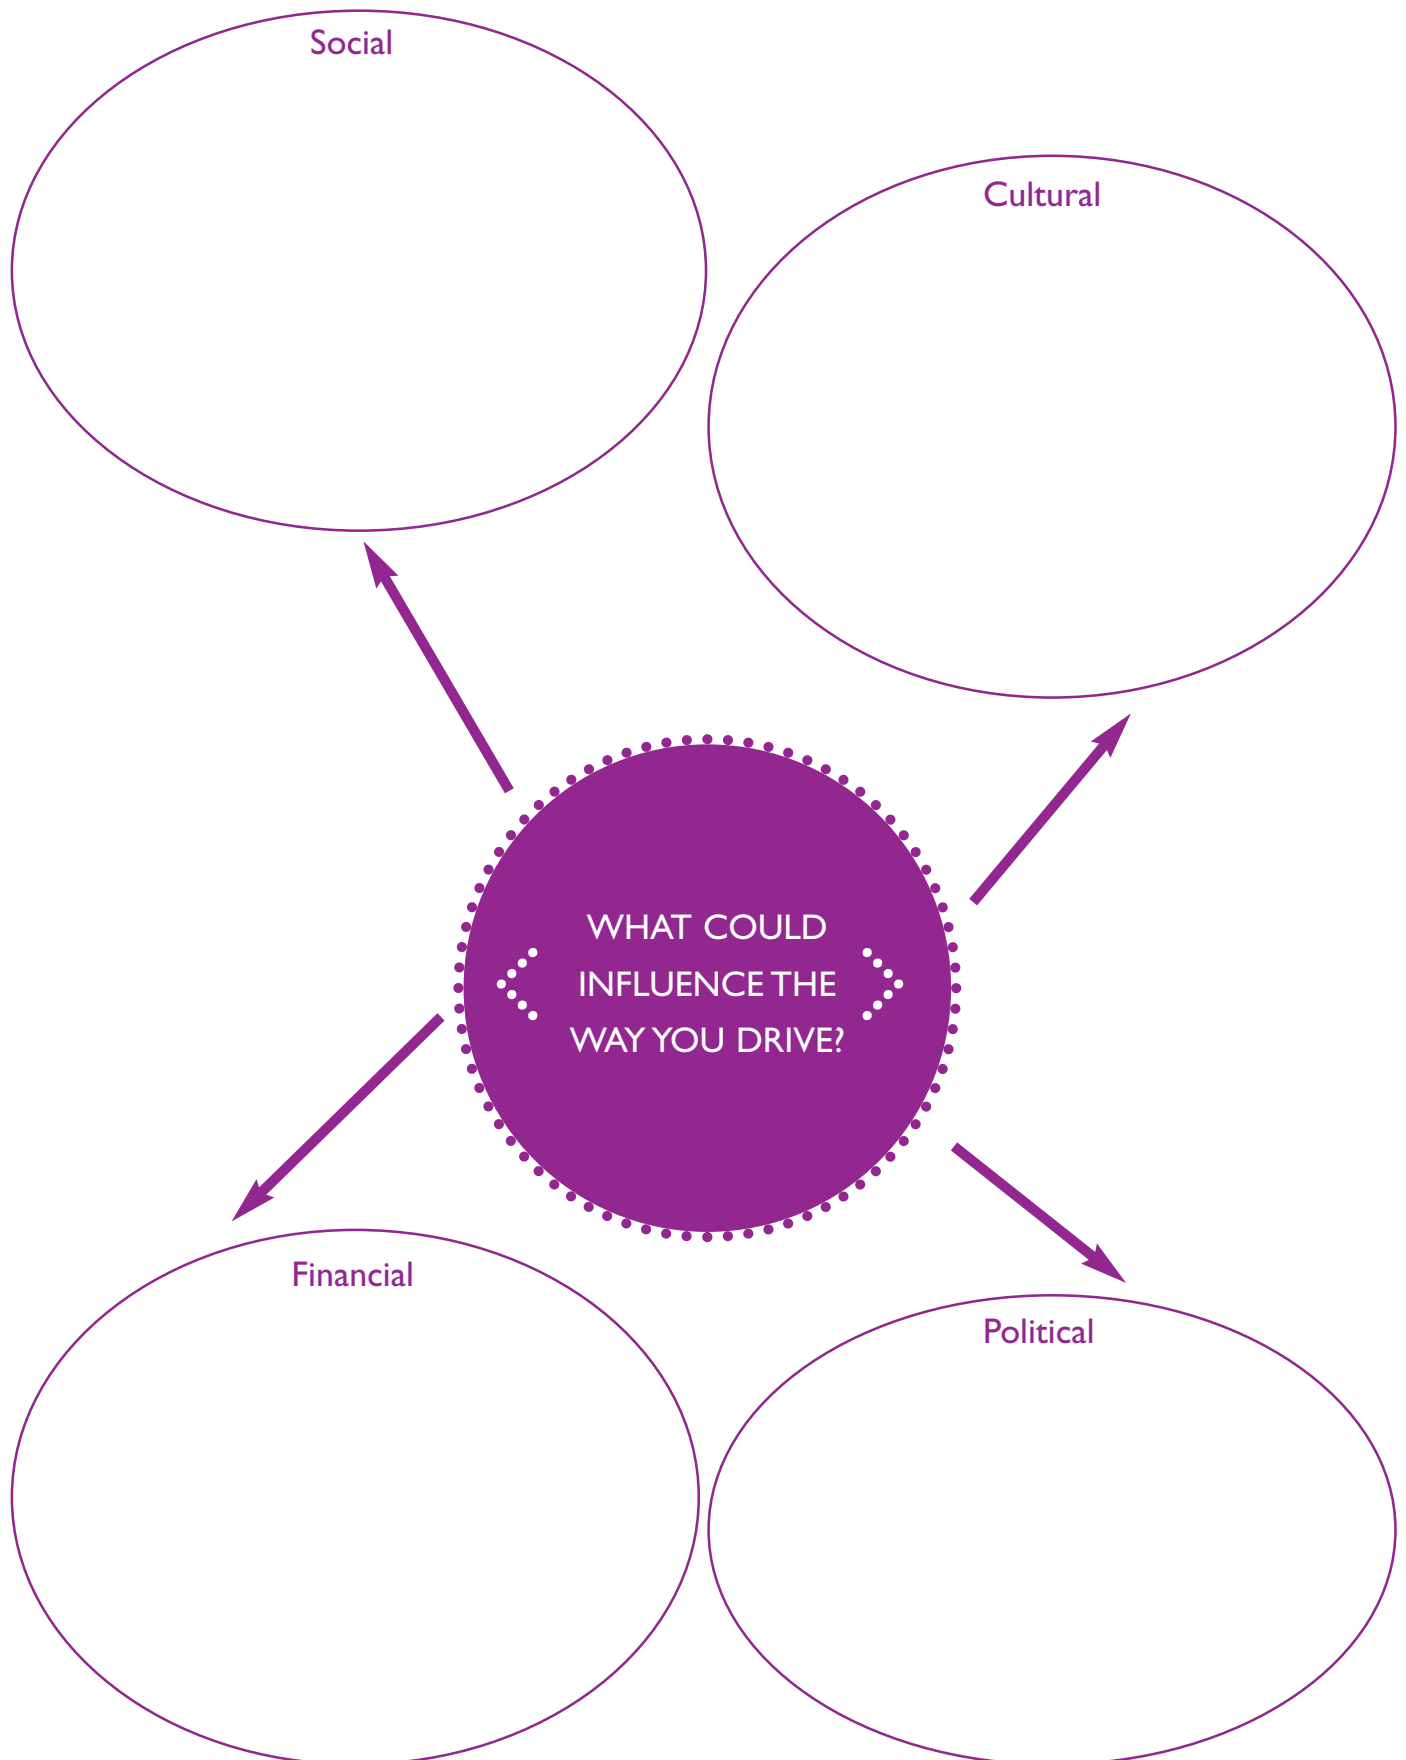 Social
Cultural
WHAT COULD
INFLUENCE THE
WAY YOU DRIVE?
Financial
Political